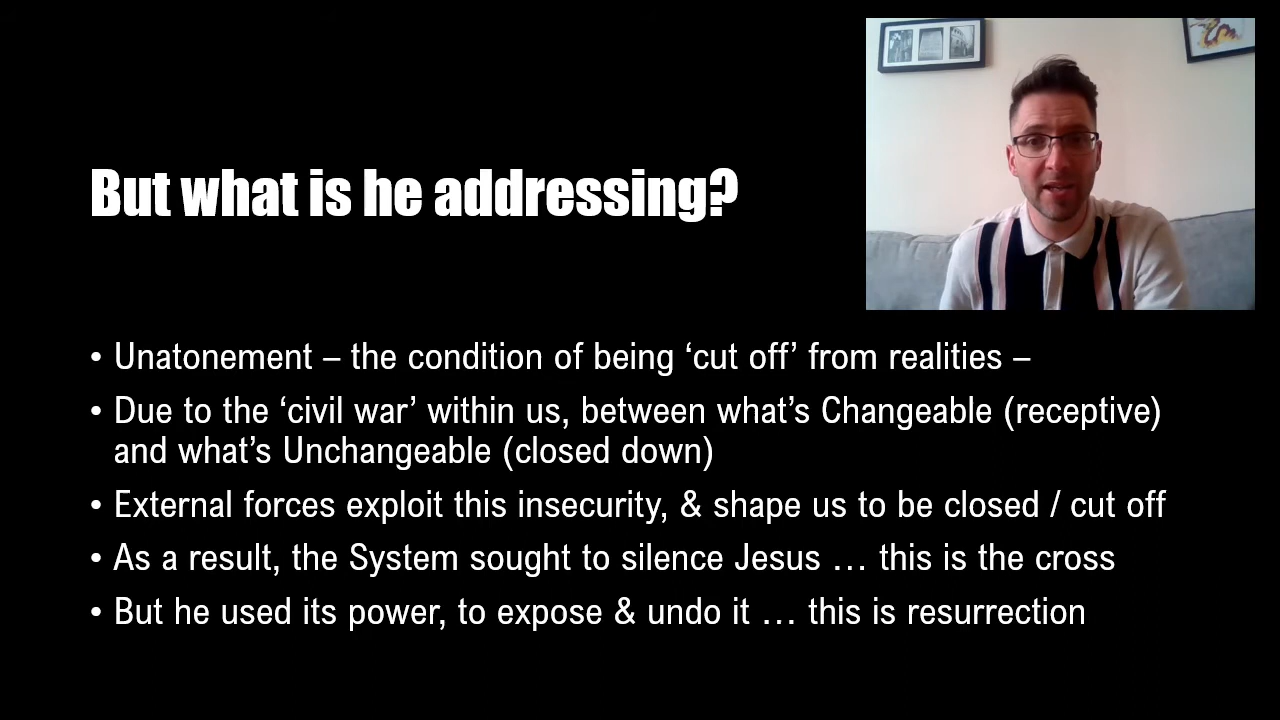 But what is he addressing?
• Unatonement – the condition of being ‘cut off’ from realities –
• Due to the ‘civil war’ within us, between what’s Changeable (receptive)
and what’s Unchangeable (closed down)
• External forces exploit this insecurity, & shape us to be closed / cut off
• As a result, the System sought to silence Jesus … this is the cross
• But he used its power, to expose & undo it … this is resurrection